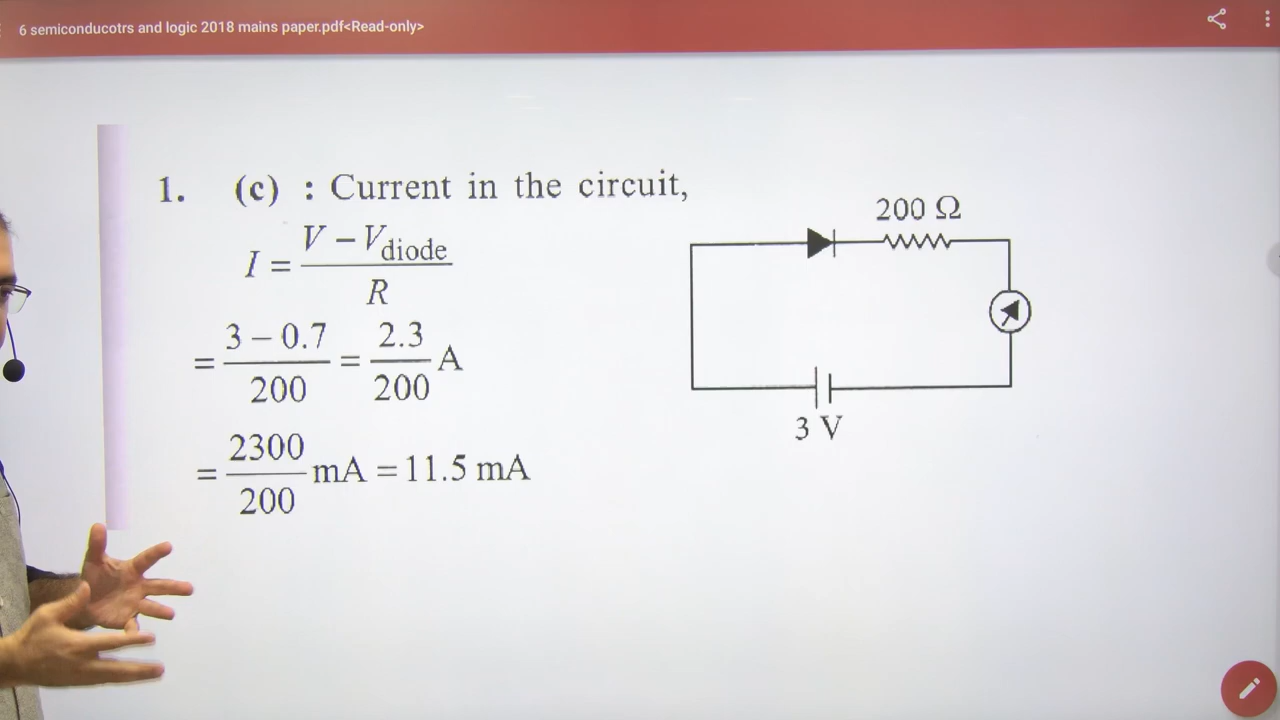 6 semiconducotrs and logic 2018 mains paper.pdf<Read-only>
1. (c) : Current in the circuit,
I = (V − V_diode)/R
= (3 − 0.7)/200 = 2.3/200 A
= 2300/200 mA = 11.5 mA
200 Ω
3 V